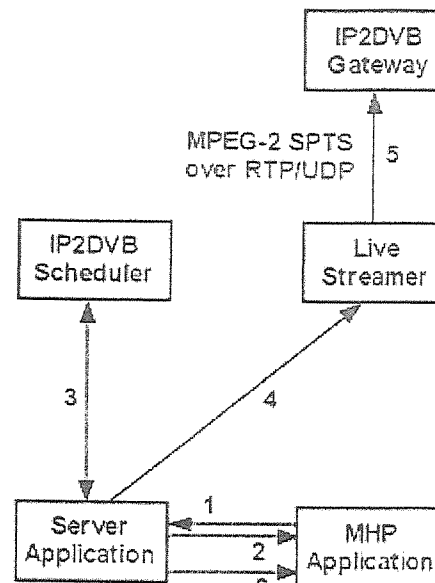 IP2DVB
Gateway
MPEG-2 SPTS
over RTP/UDP
5
IP2DVB
Scheduler
Live
Streamer
3
4
Server
Application
1
2
MHP
Application